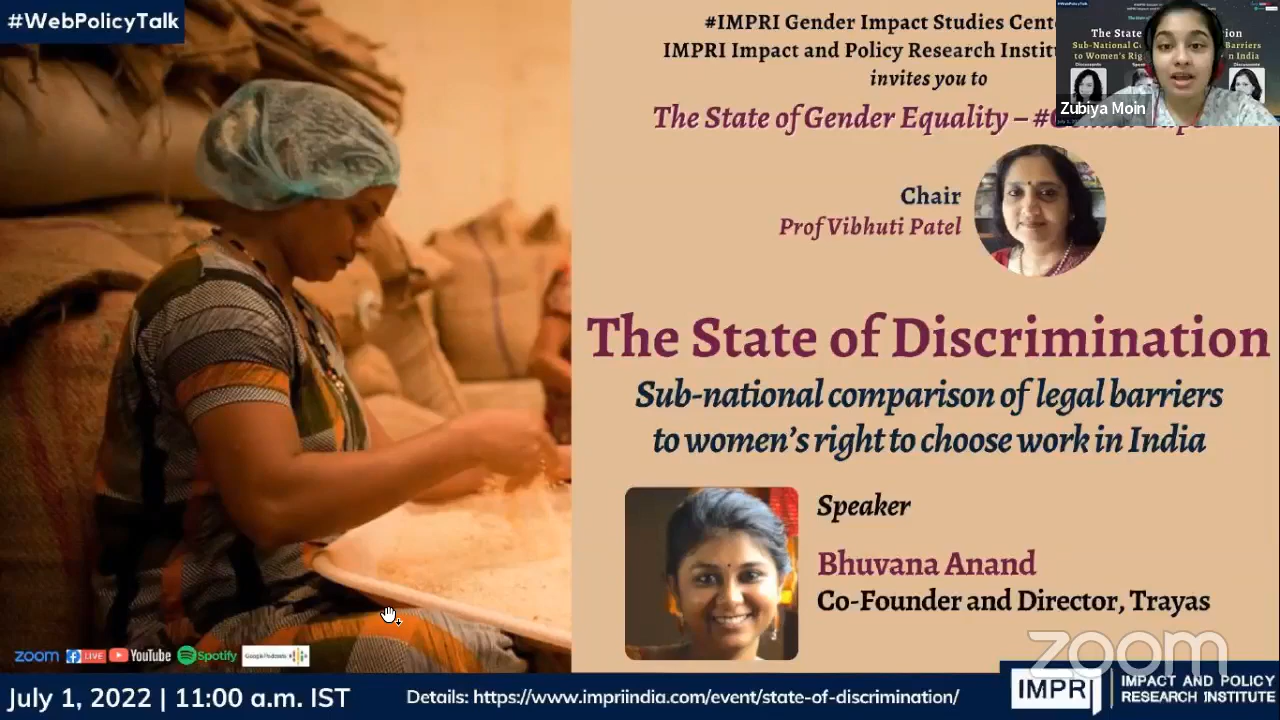 #WebPolicyTalk
#IMPRI Gender Impact Studies
IMPRI Impact and Policy Research
invites you to
The State of Gender Equality –
Chair
Prof Vibhuti Patel
The State of Discrimination
Sub-national comparison of legal barriers
to women's right to choose work in India
Speaker
Bhuvana Anand
Co-Founder and Director, Trayas
The State
Zubiya Moin
zoom
LIVE
YouTube
Spotify
Google Podcasts
zoom
July 1, 2022 | 11:00 a.m. IST
Details: https://www.impriindia.com/event/state-of-discrimination/
IMPRI
IMPACT AND POLICY
RESEARCH INSTITUTE